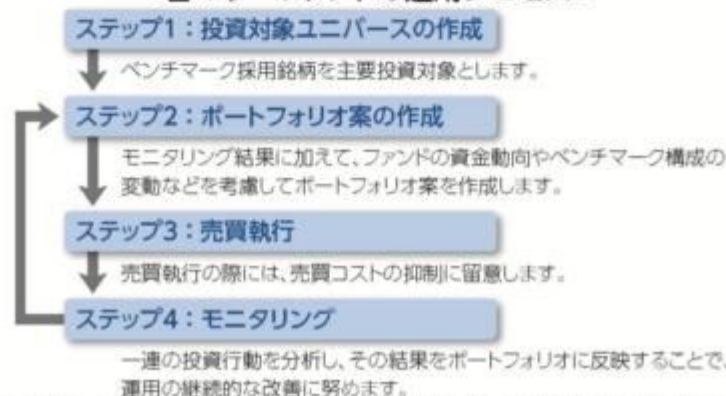 ステップ1：投資対象ユニバースの作成
ベンチマーク採用銘柄を主要投資対象とします。
ステップ2：ポートフォリオ案の作成
モニタリング結果に加えて、ファンドの資金動向やベンチマーク構成の
変動などを考慮してポートフォリオ案を作成します。
ステップ3：売買執行
売買執行の際には、売買コストの抑制に留意します。
ステップ4：モニタリング
一連の投資行動を分析し、その結果をポートフォリオに反映することで、
運用の継続的な改善に努めます。